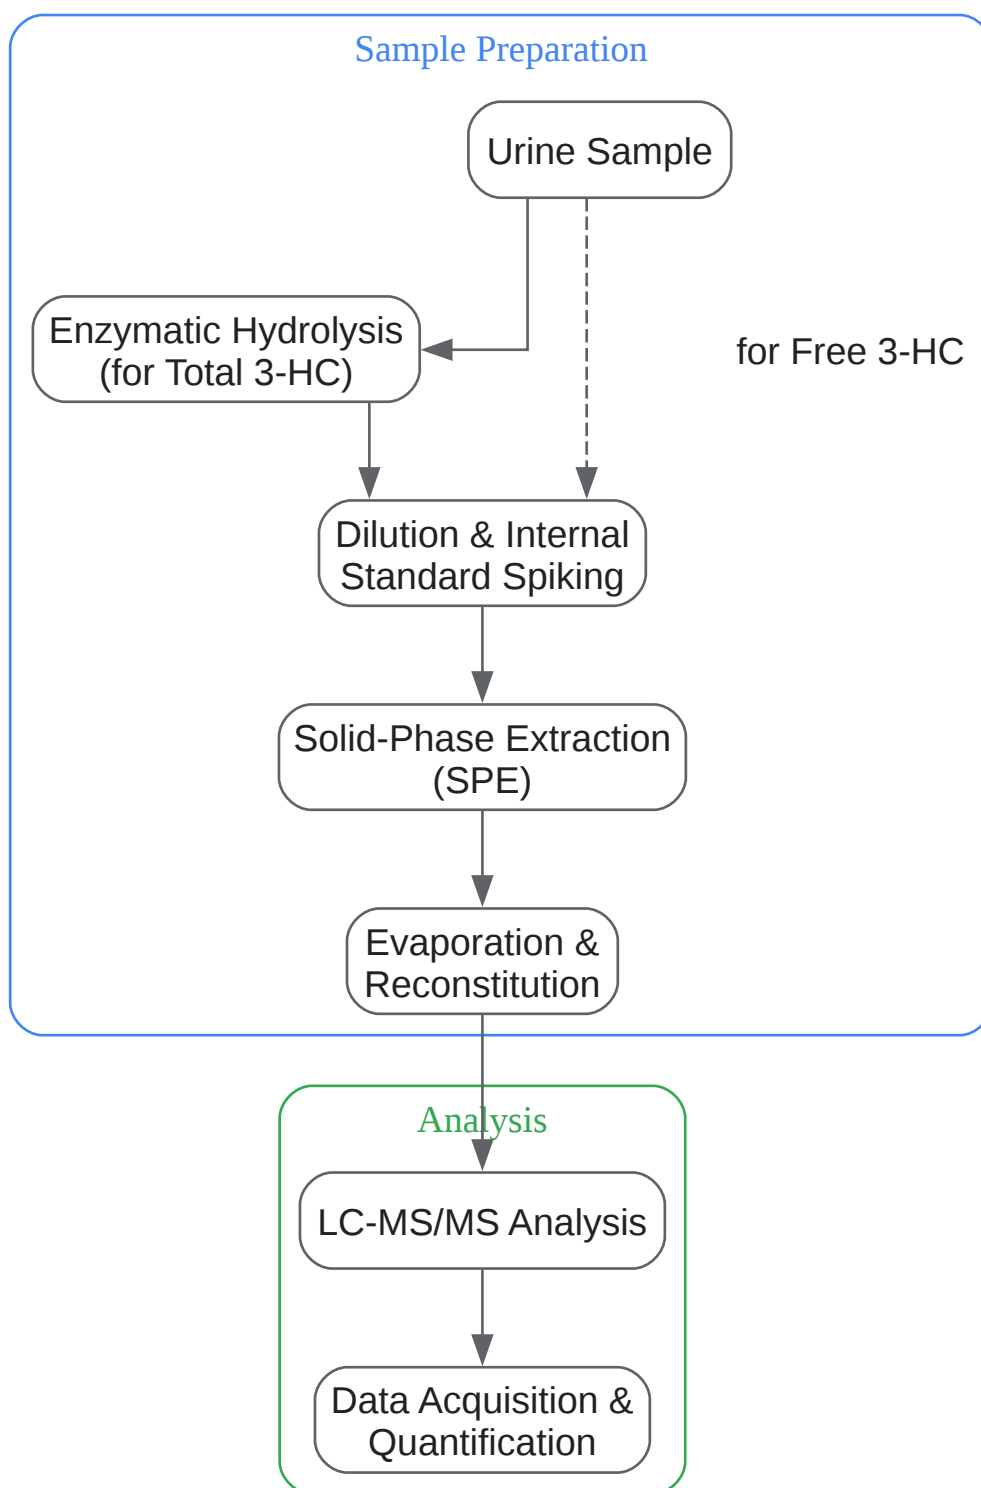 Sample Preparation
Urine Sample
Enzymatic Hydrolysis
(for Total 3-HC)
for Free 3-HC
Dilution & Internal
Standard Spiking
Solid-Phase Extraction
(SPE)
Evaporation &
Reconstitution
Analysis
LC-MS/MS Analysis
Data Acquisition &
Quantification